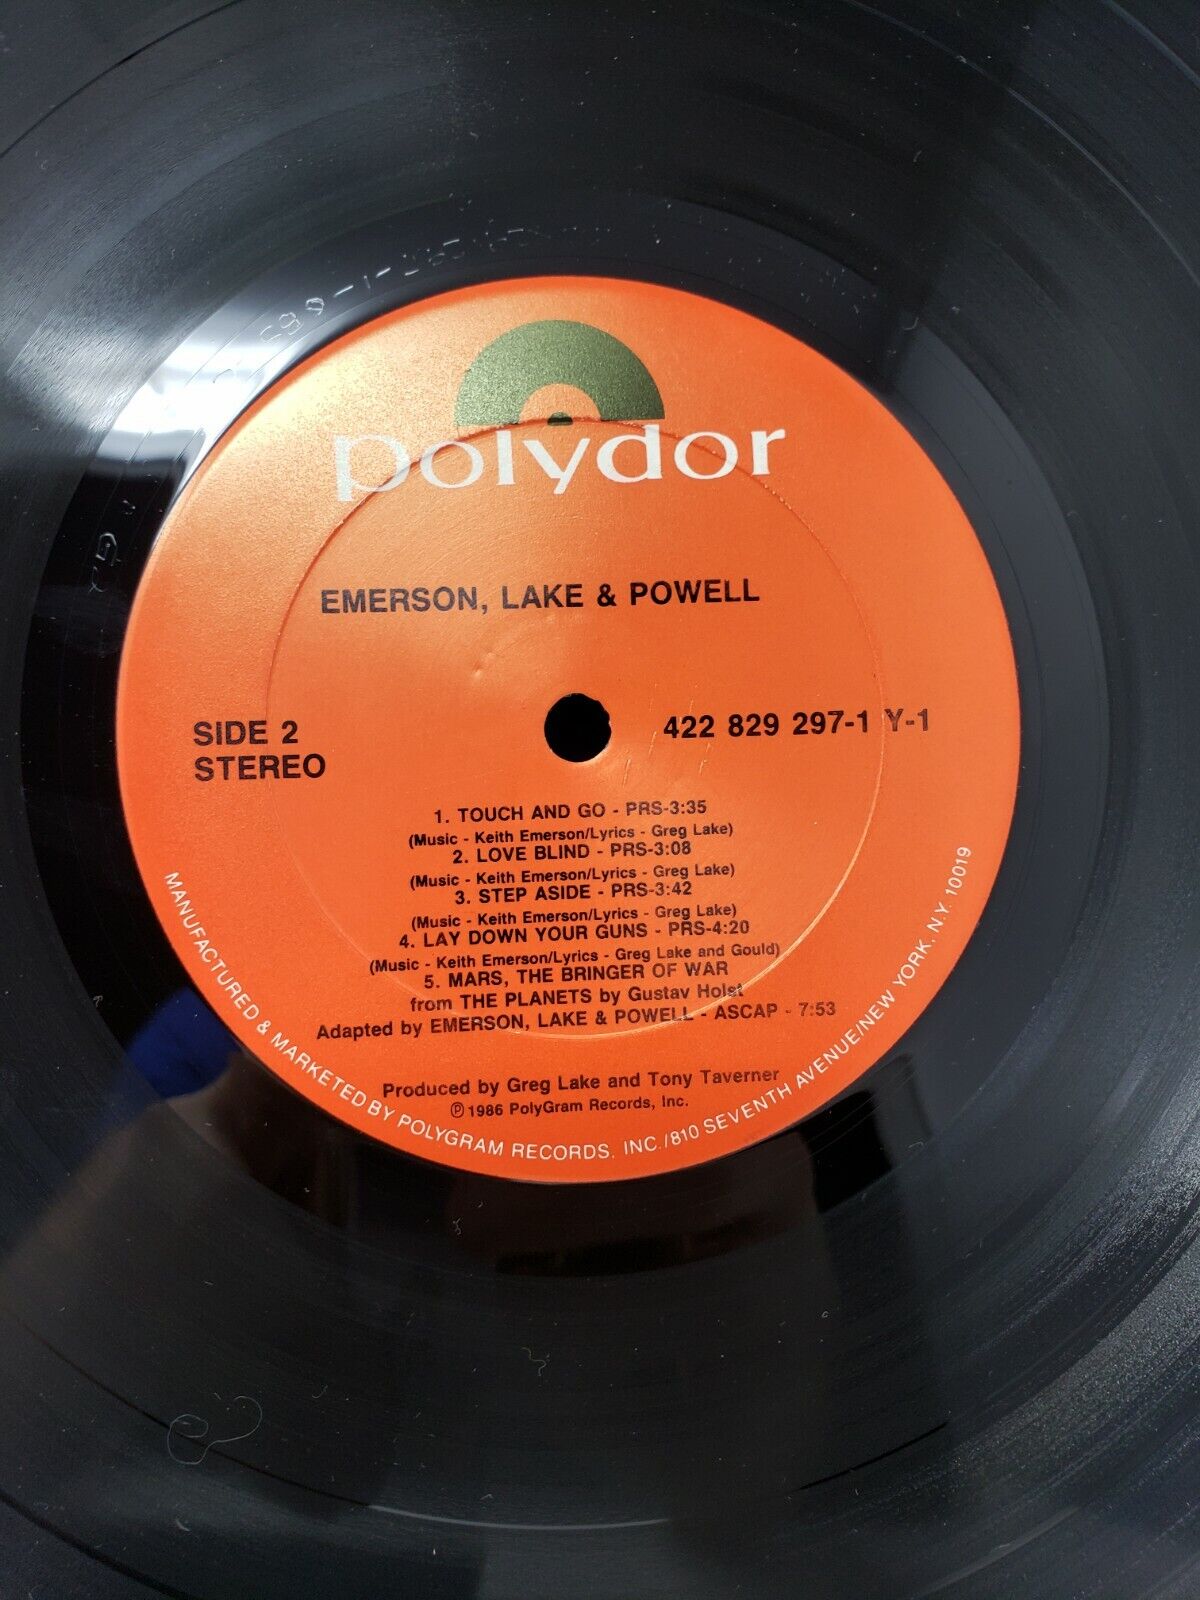 polydor
EMERSON, LAKE & POWELL
SIDE 2
STEREO
422 829 297-1 Y-1
1. TOUCH AND GO - PRS-3:35
(Music - Keith Emerson/Lyrics - Greg Lake)
2. LOVE BLIND - PRS-3:08
(Music - Keith Emerson/Lyrics - Greg Lake)
3. STEP ASIDE - PRS-3:42
(Music - Keith Emerson/Lyrics - Greg Lake)
4. LAY DOWN YOUR GUNS - PRS-4:20
(Music - Keith Emerson/Lyrics - Greg Lake and Gould)
5. MARS, THE BRINGER OF WAR
from THE PLANETS by Gustav Holst
Adapted by EMERSON, LAKE & POWELL - ASCAP - 7:53
Produced by Greg Lake and Tony Taverner
℗ 1986 PolyGram Records, Inc.
MANUFACTURED & MARKETED BY POLYGRAM RECORDS, INC./810 SEVENTH AVENUE/NEW YORK, N.Y. 10019